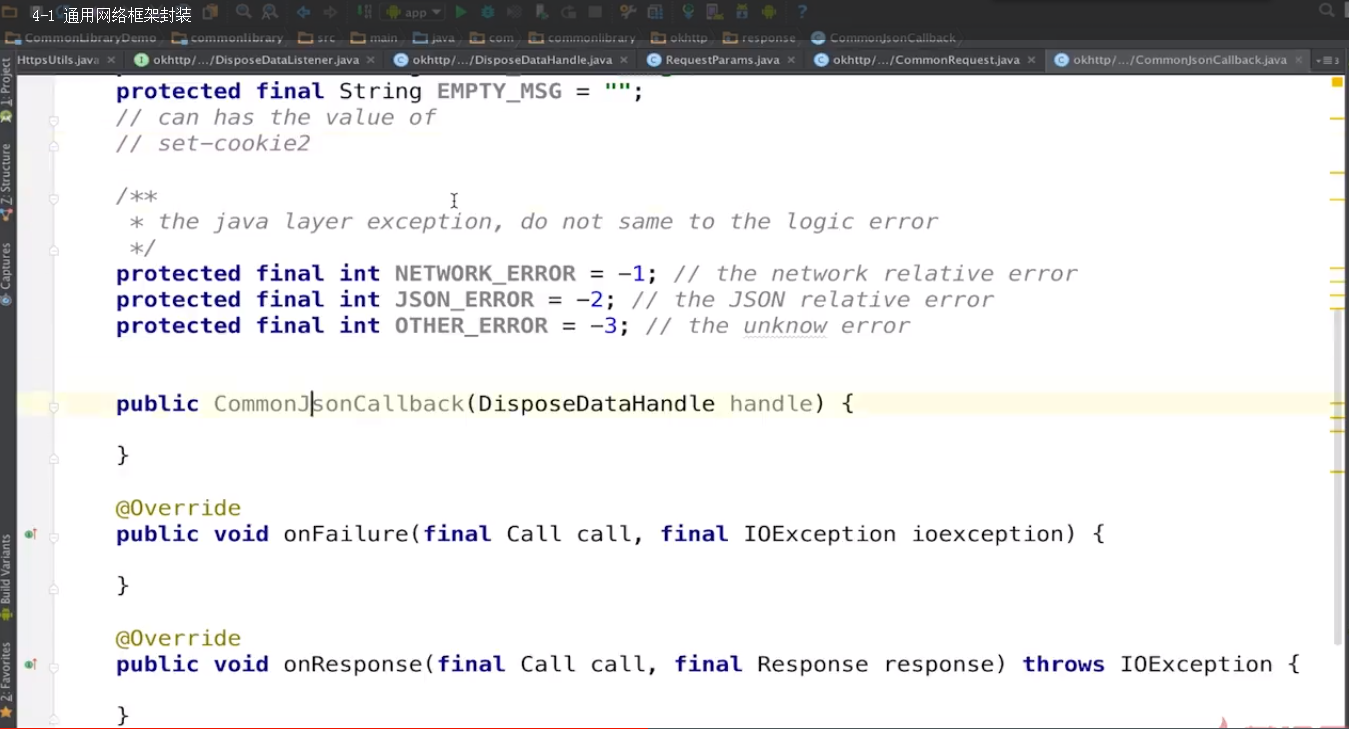 4-1 通用网络框架封装
app
CommonLibraryDemo commonlibrary src main java com commonlibrary okhttp response CommonJsonCallback
HttpsUtils.java okhttp/.../DisposeDataListener.java okhttp/.../DisposeDataHandle.java RequestParams.java okhttp/.../CommonRequest.java okhttp/.../CommonJsonCallback.java
1: Project
Z: Structure
Captures
Build Variants
2: Favorites
protected final String EMPTY_MSG = "";
// can has the value of
// set-cookie2
/**
* the java layer exception, do not same to the logic error
*/
protected final int NETWORK_ERROR = -1; // the network relative error
protected final int JSON_ERROR = -2; // the JSON relative error
protected final int OTHER_ERROR = -3; // the unknow error
public CommonJsonCallback(DisposeDataHandle handle) {
}
@Override
public void onFailure(final Call call, final IOException ioexception) {
}
@Override
public void onResponse(final Call call, final Response response) throws IOException {
}